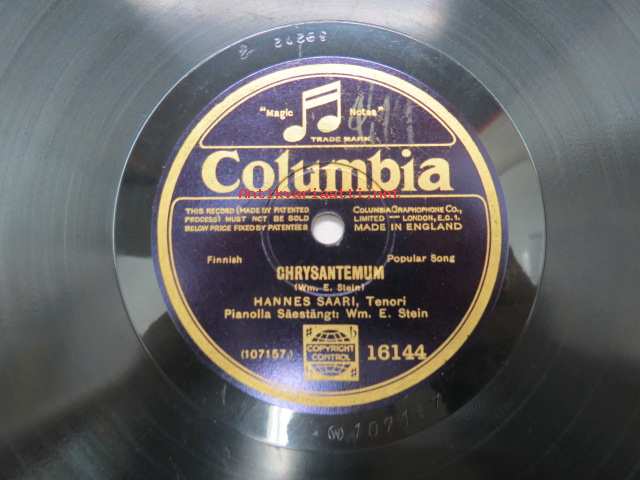 "Magic Notes"
TRADE MARK
Columbia
THIS RECORD (MADE BY PATENTED
PROCESS) MUST NOT BE SOLD
BELOW PRICE FIXED BY PATENTEES
COLUMBIA GRAPHOPHONE CO.,
LIMITED LONDON, E.C.1.
MADE IN ENGLAND
Finnish Popular Song
CHRYSANTEMUM
(Wm. E. Stein)
HANNES SAARI, Tenori
Pianolla Säestängt: Wm. E. Stein
(107157)
COPYRIGHT
CONTROL
16144